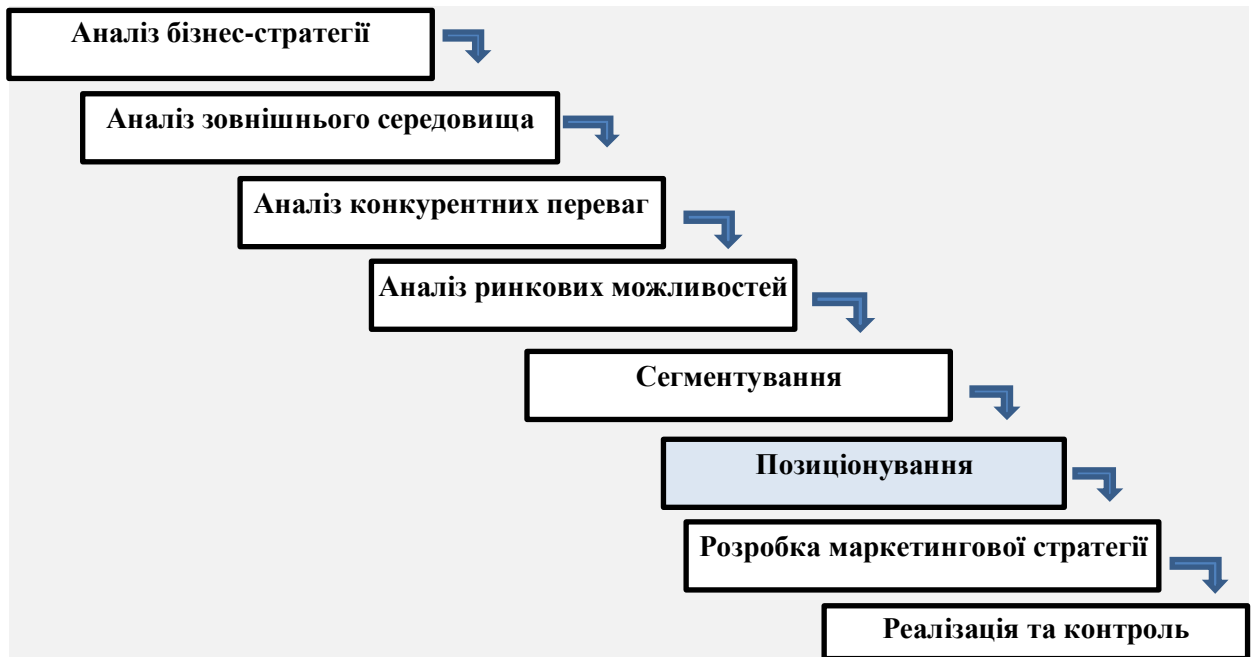 Аналіз бізнес-стратегії
Аналіз зовнішнього середовища
Аналіз конкурентних переваг
Аналіз ринкових можливостей
Сегментування
Позиціонування
Розробка маркетингової стратегії
Реалізація та контроль